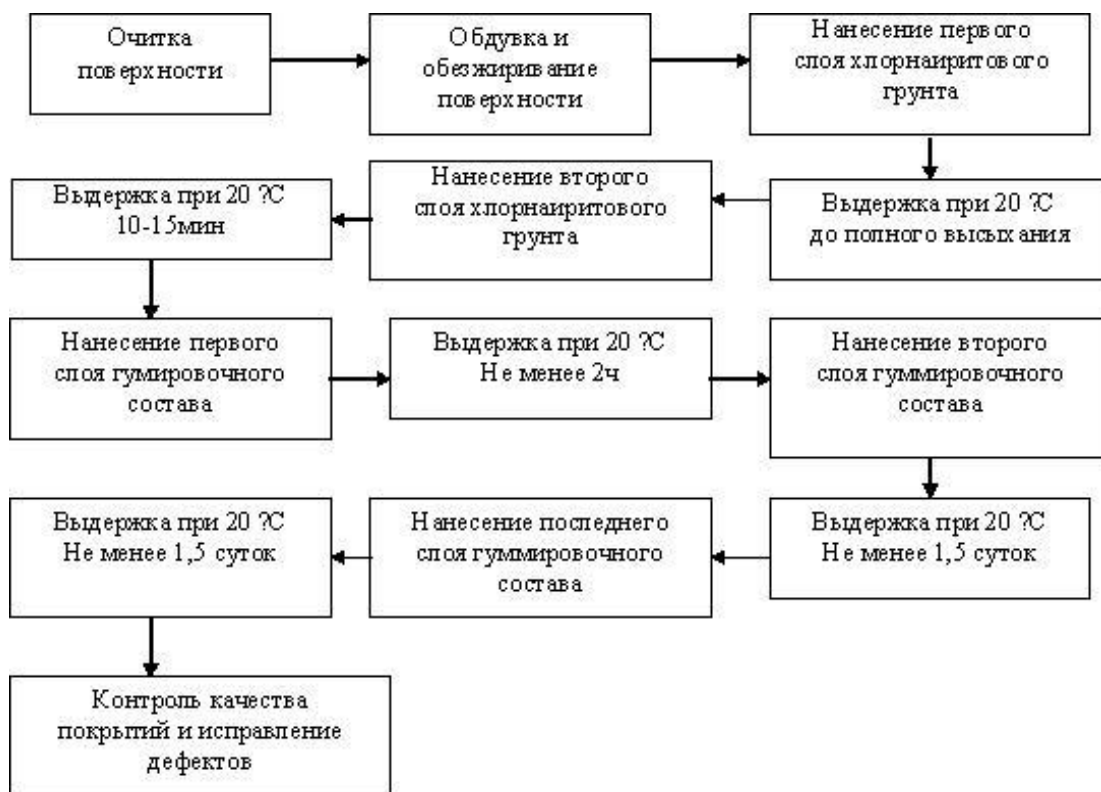 Очитка
поверхности
Обдувка и
обезжиривание
поверхности
Нанесение первого
слоя хлорнаиритового
грунта
Выдержка при 20 ?С
до полного высыхания
Нанесение второго
слоя хлорнаиритового
грунта
Выдержка при 20 ?С
10-15мин
Нанесение первого
слоя гумировочного
состава
Выдержка при 20 ?С
Не менее 2ч
Нанесение второго
слоя гуммировочного
состава
Выдержка при 20 ?С
Не менее 1,5 суток
Нанесение последнего
слоя гуммировочного
состава
Выдержка при 20 ?С
Не менее 1,5 суток
Контроль качества
покрытий и исправление
дефектов